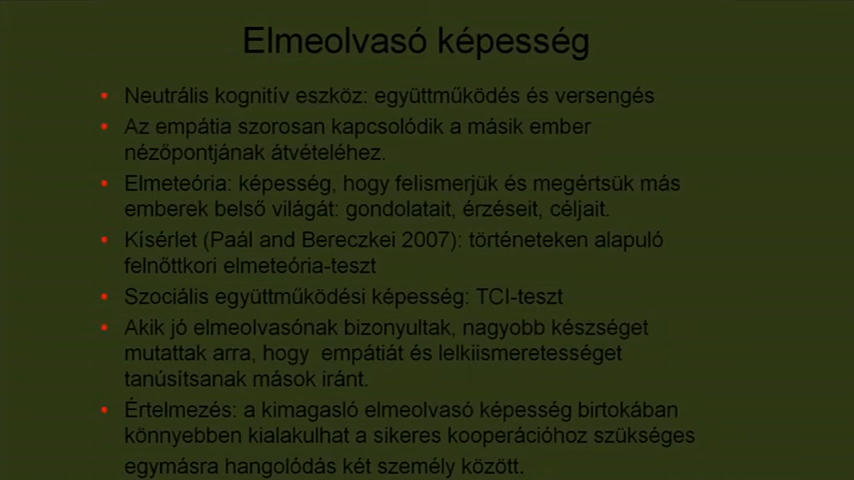 Elmeolvasó képesség
• Neutrális kognitív eszköz: együttműködés és versengés
• Az empátia szorosan kapcsolódik a másik ember
nézőpontjának átvételéhez.
• Elmeteória: képesség, hogy felismerjük és megértsük más
emberek belső világát: gondolatait, érzéseit, céljait.
• Kísérlet (Paál and Bereczkei 2007): történeteken alapuló
felnőttkori elmeteória-teszt
• Szociális együttműködési képesség: TCI-teszt
• Akik jó elmeolvasónak bizonyultak, nagyobb készséget
mutattak arra, hogy  empátiát és lelkiismeretességet
tanúsítsanak mások iránt.
• Értelmezés: a kimagasló elmeolvasó képesség birtokában
könnyebben kialakulhat a sikeres kooperációhoz szükséges
egymásra hangolódás két személy között.